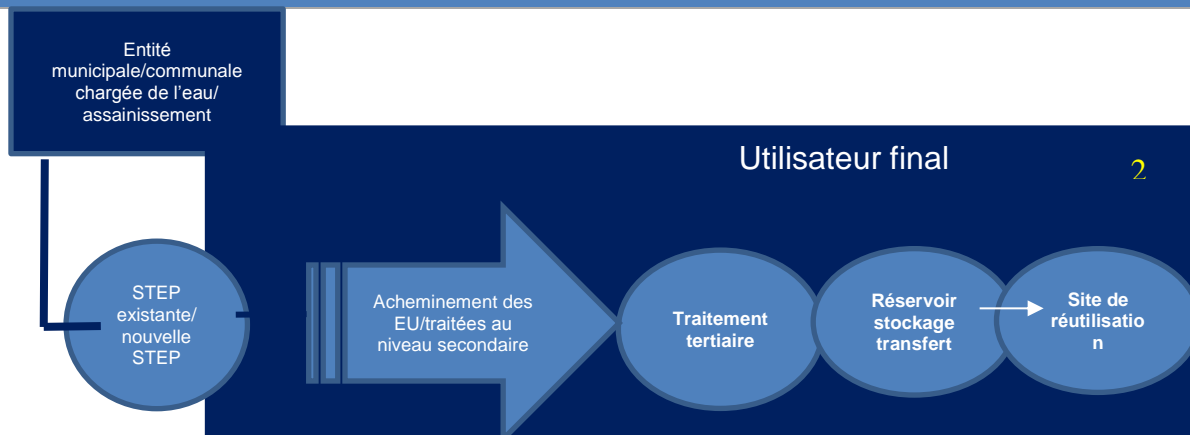 Entité
municipale/communale
chargée de l'eau/
assainissement
Utilisateur final
2
STEP
existante/
nouvelle
STEP
Acheminement des
EU/traitées au
niveau secondaire
Traitement
tertiaire
Réservoir
stockage
transfert
Site de
réutilisatio
n